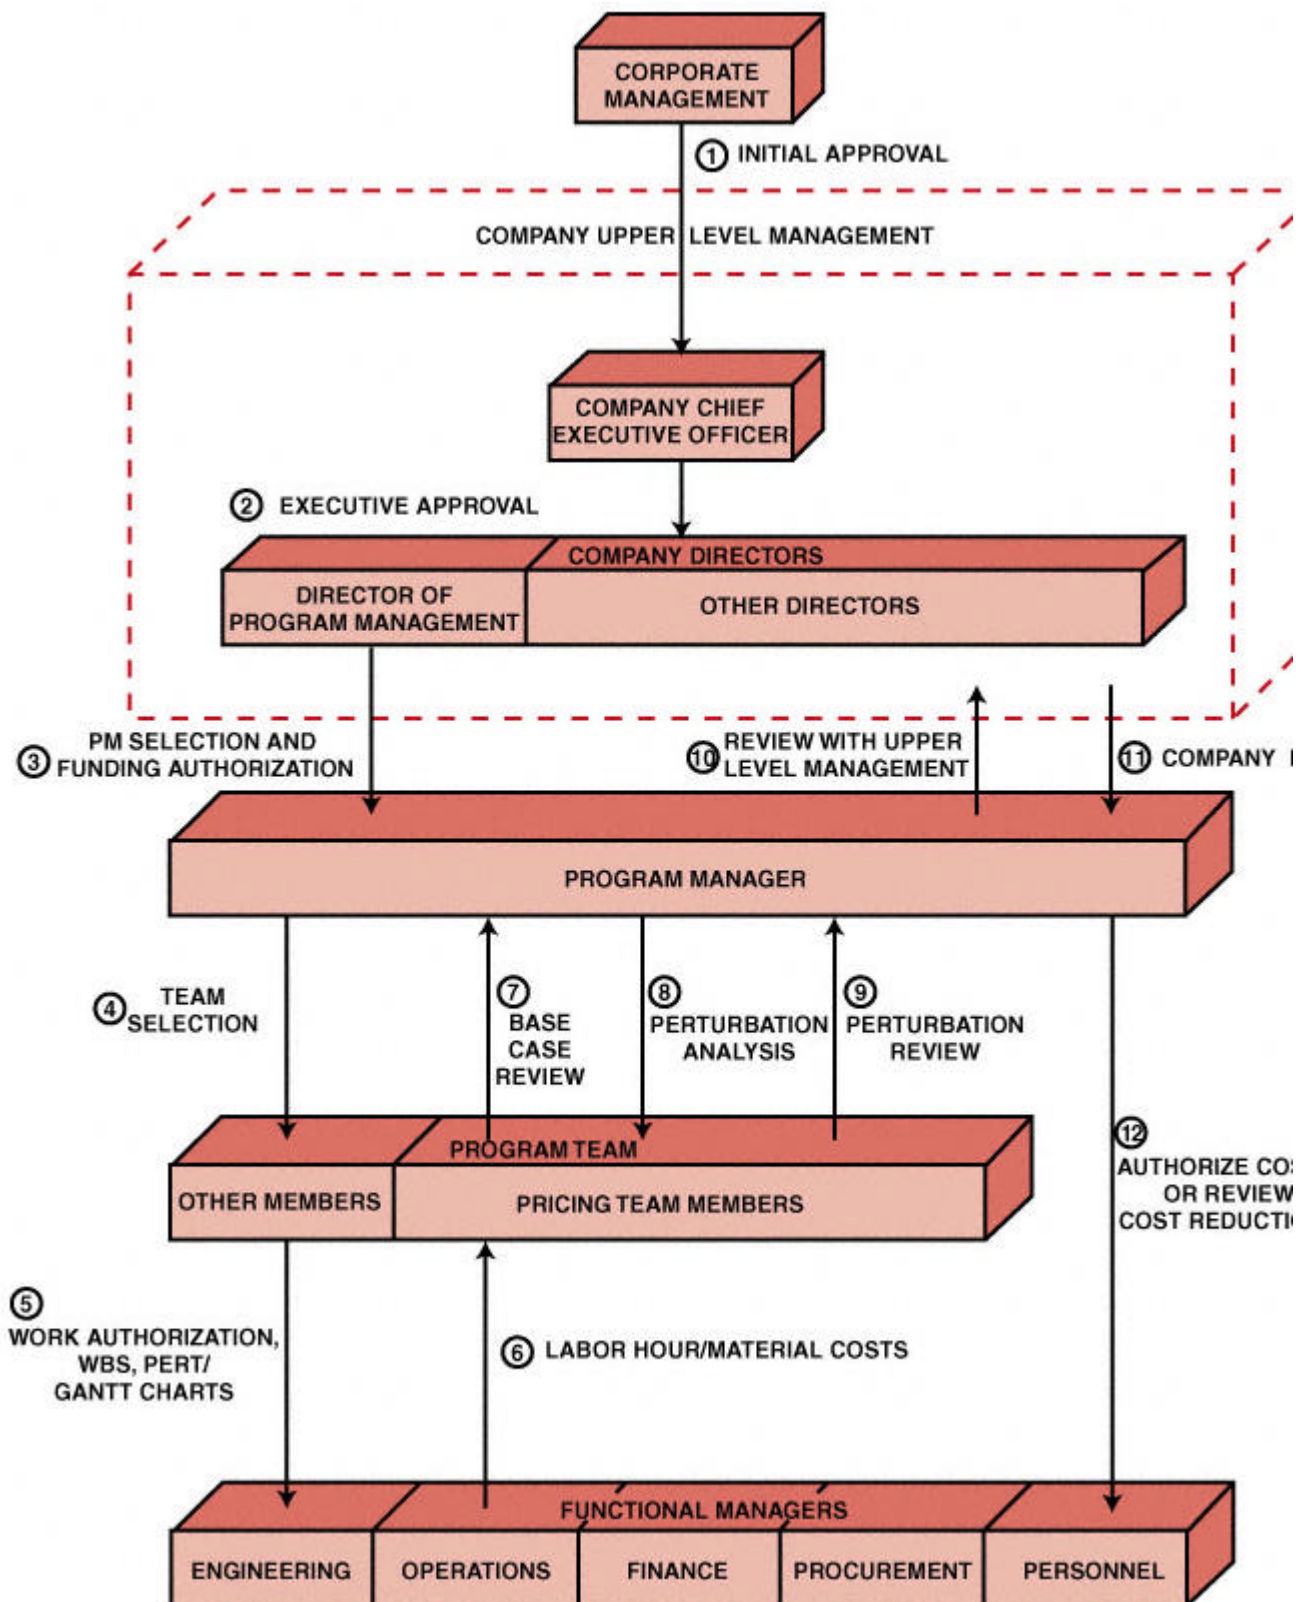 CORPORATE
MANAGEMENT
1 INITIAL APPROVAL
COMPANY UPPER LEVEL MANAGEMENT
COMPANY CHIEF
EXECUTIVE OFFICER
2 EXECUTIVE APPROVAL
COMPANY DIRECTORS
DIRECTOR OF
PROGRAM MANAGEMENT
OTHER DIRECTORS
3 PM SELECTION AND
FUNDING AUTHORIZATION
10 REVIEW WITH UPPER
LEVEL MANAGEMENT
11 COMPANY
PROGRAM MANAGER
4 TEAM
SELECTION
7
BASE
CASE
REVIEW
8
PERTURBATION
ANALYSIS
9
PERTURBATION
REVIEW
12
AUTHORIZE
OR REVIEW
COST
PROGRAM TEAM
OTHER MEMBERS
PRICING TEAM MEMBERS
5
WORK AUTHORIZATION,
WBS, PERT/
GANTT CHARTS
6 LABOR HOUR/MATERIAL COSTS
FUNCTIONAL MANAGERS
ENGINEERING
OPERATIONS
FINANCE
PROCUREMENT
PERSONNEL